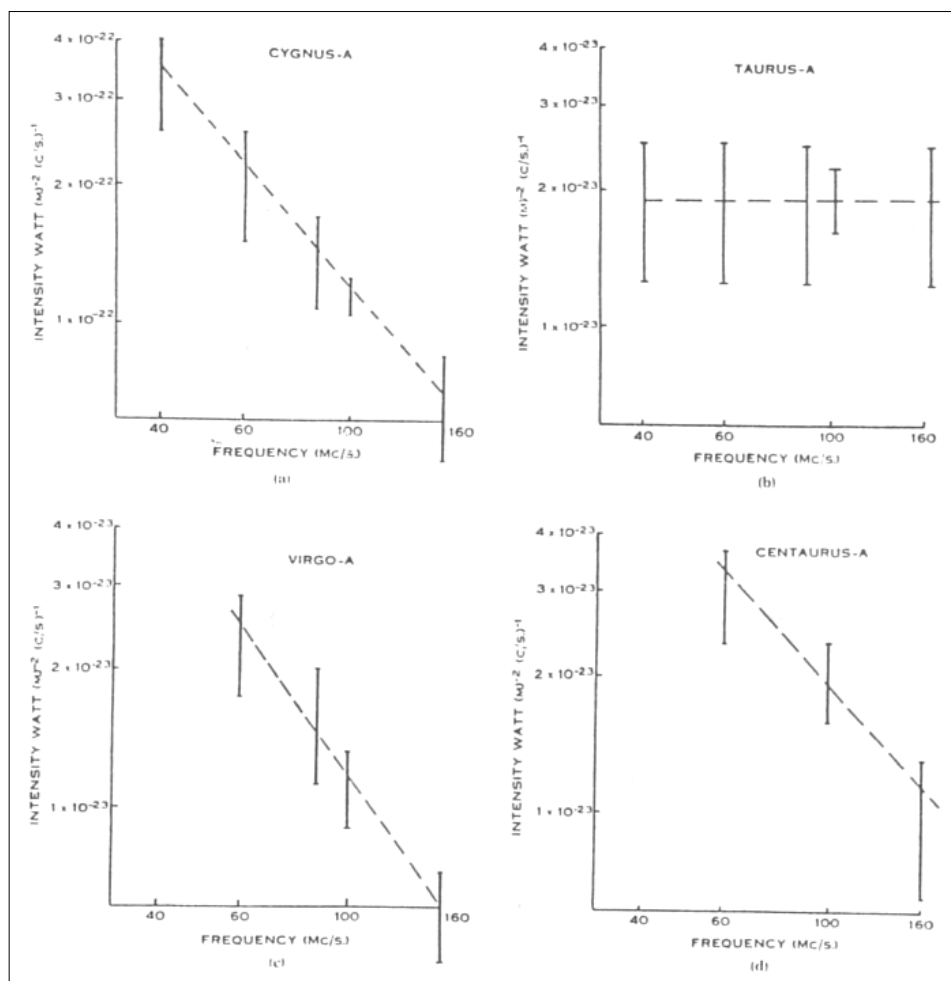 CYGNUS-A
4 x 10-22
3 x 10-22
2 x 10-22
1 x 10-22
INTENSITY WATT (M)-2 (C/S.)-1
40
60
100
160
FREQUENCY (MC/S.)
(a)
TAURUS-A
4 x 10-23
3 x 10-23
2 x 10-23
1 x 10-23
INTENSITY WATT (M)-2 (C/S.)-1
40
60
100
160
FREQUENCY (MC/S.)
(b)
VIRGO-A
4 x 10-23
3 x 10-23
2 x 10-23
1 x 10-23
INTENSITY WATT (M)-2 (C/S)-1
40
60
100
160
FREQUENCY (MC/S.)
(c)
CENTAURUS-A
4 x 10-23
3 x 10-23
2 x 10-23
1 x 10-23
INTENSITY WATT (M)-2 (C/S.)-1
40
60
100
160
FREQUENCY (MC/S.)
(d)